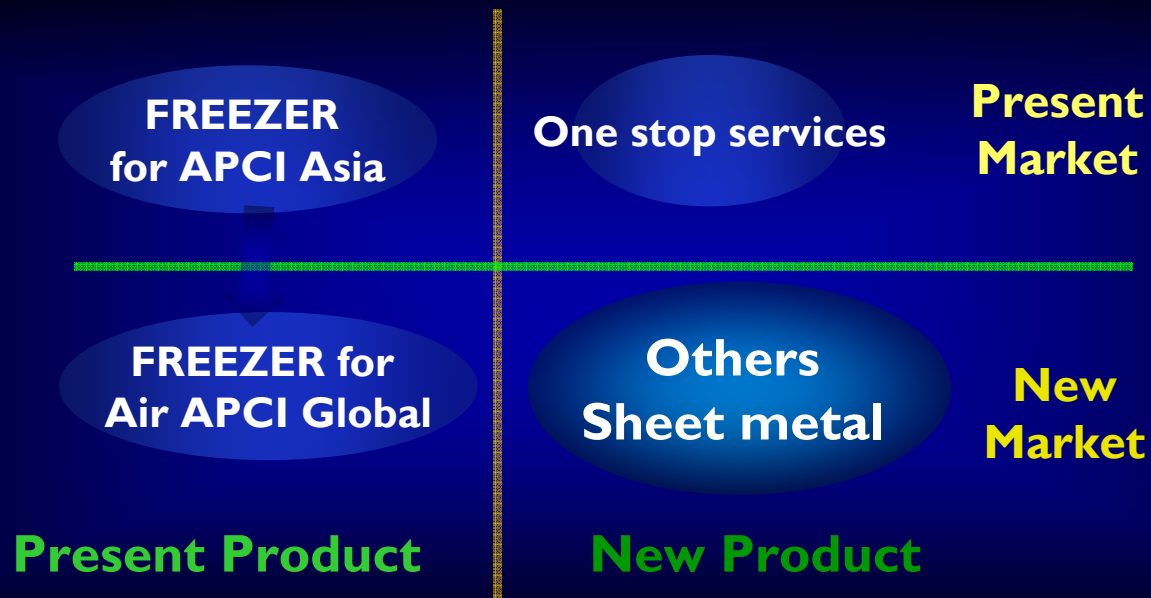 FREEZER
for APCI Asia
One stop services
Present
Market
FREEZER for
Air APCI Global
Others
Sheet metal
New
Market
Present Product
New Product